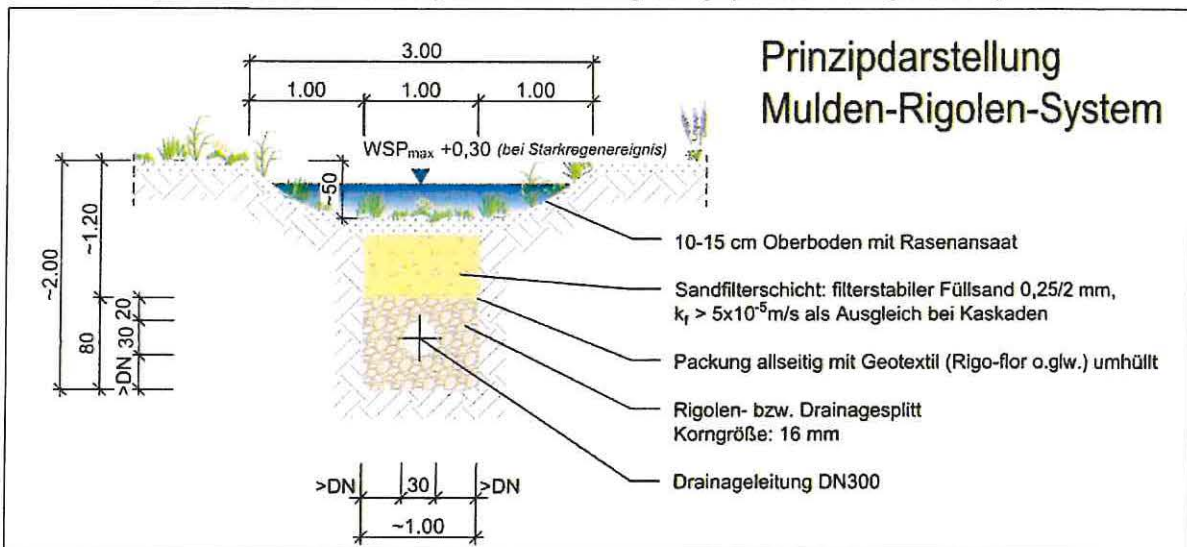 Prinzipdarstellung
Mulden-Rigolen-System
3.00
1.00 1.00 1.00
WSPmax +0,30 (bei Starkregenereignis)
~50
~2.00
~1.20
80
20
30
>DN
10-15 cm Oberboden mit Rasenansaat
Sandfilterschicht: filterstabiler Füllsand 0,25/2 mm,
kf > 5x10⁻⁵m/s als Ausgleich bei Kaskaden
Packung allseitig mit Geotextil (Rigo-flor o.glw.) umhüllt
Rigolen- bzw. Drainagesplitt
Korngröße: 16 mm
Drainageleitung DN300
>DN 30 >DN
~1.00